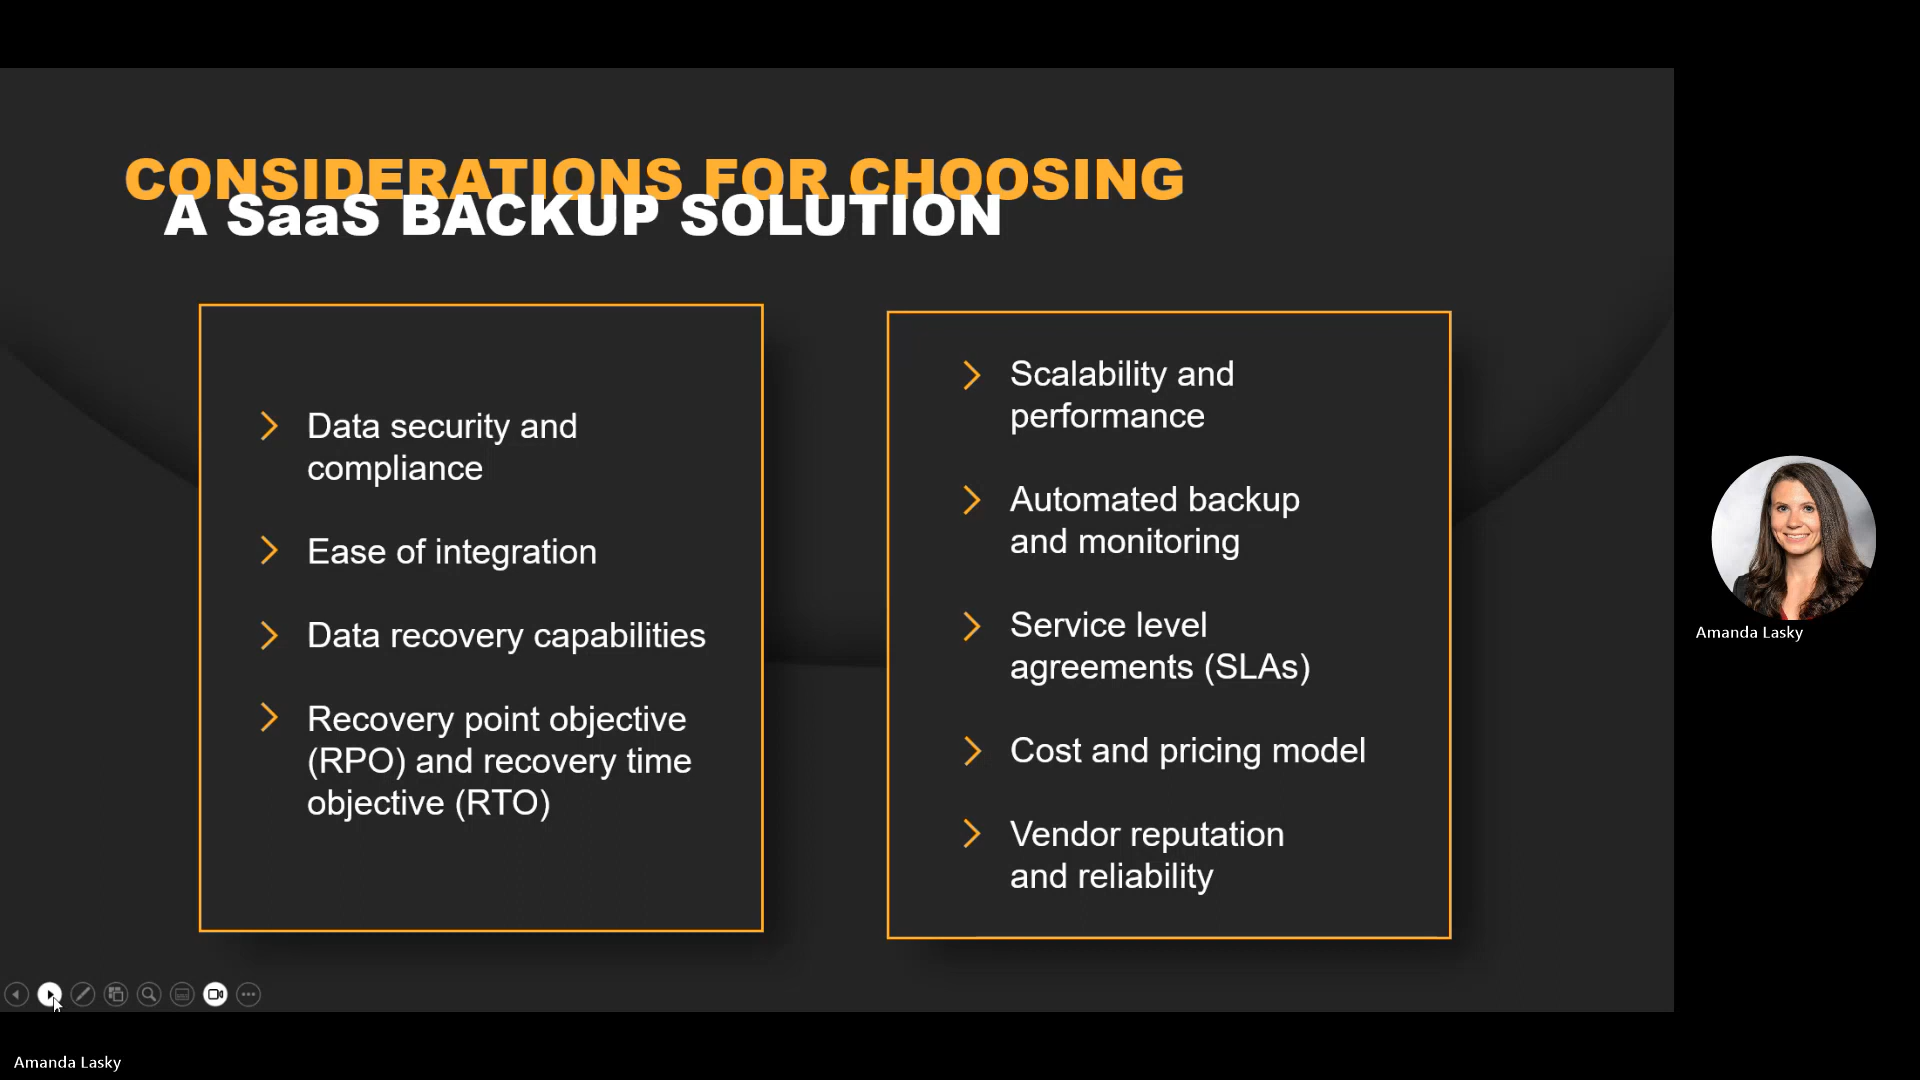 CONSIDERATIONS FOR CHOOSING
A SaaS BACKUP SOLUTION
Data security and
compliance
Ease of integration
Data recovery capabilities
Recovery point objective
(RPO) and recovery time
objective (RTO)
Scalability and
performance
Automated backup
and monitoring
Service level
agreements (SLAs)
Cost and pricing model
Vendor reputation
and reliability
Amanda Lasky
Amanda Lasky